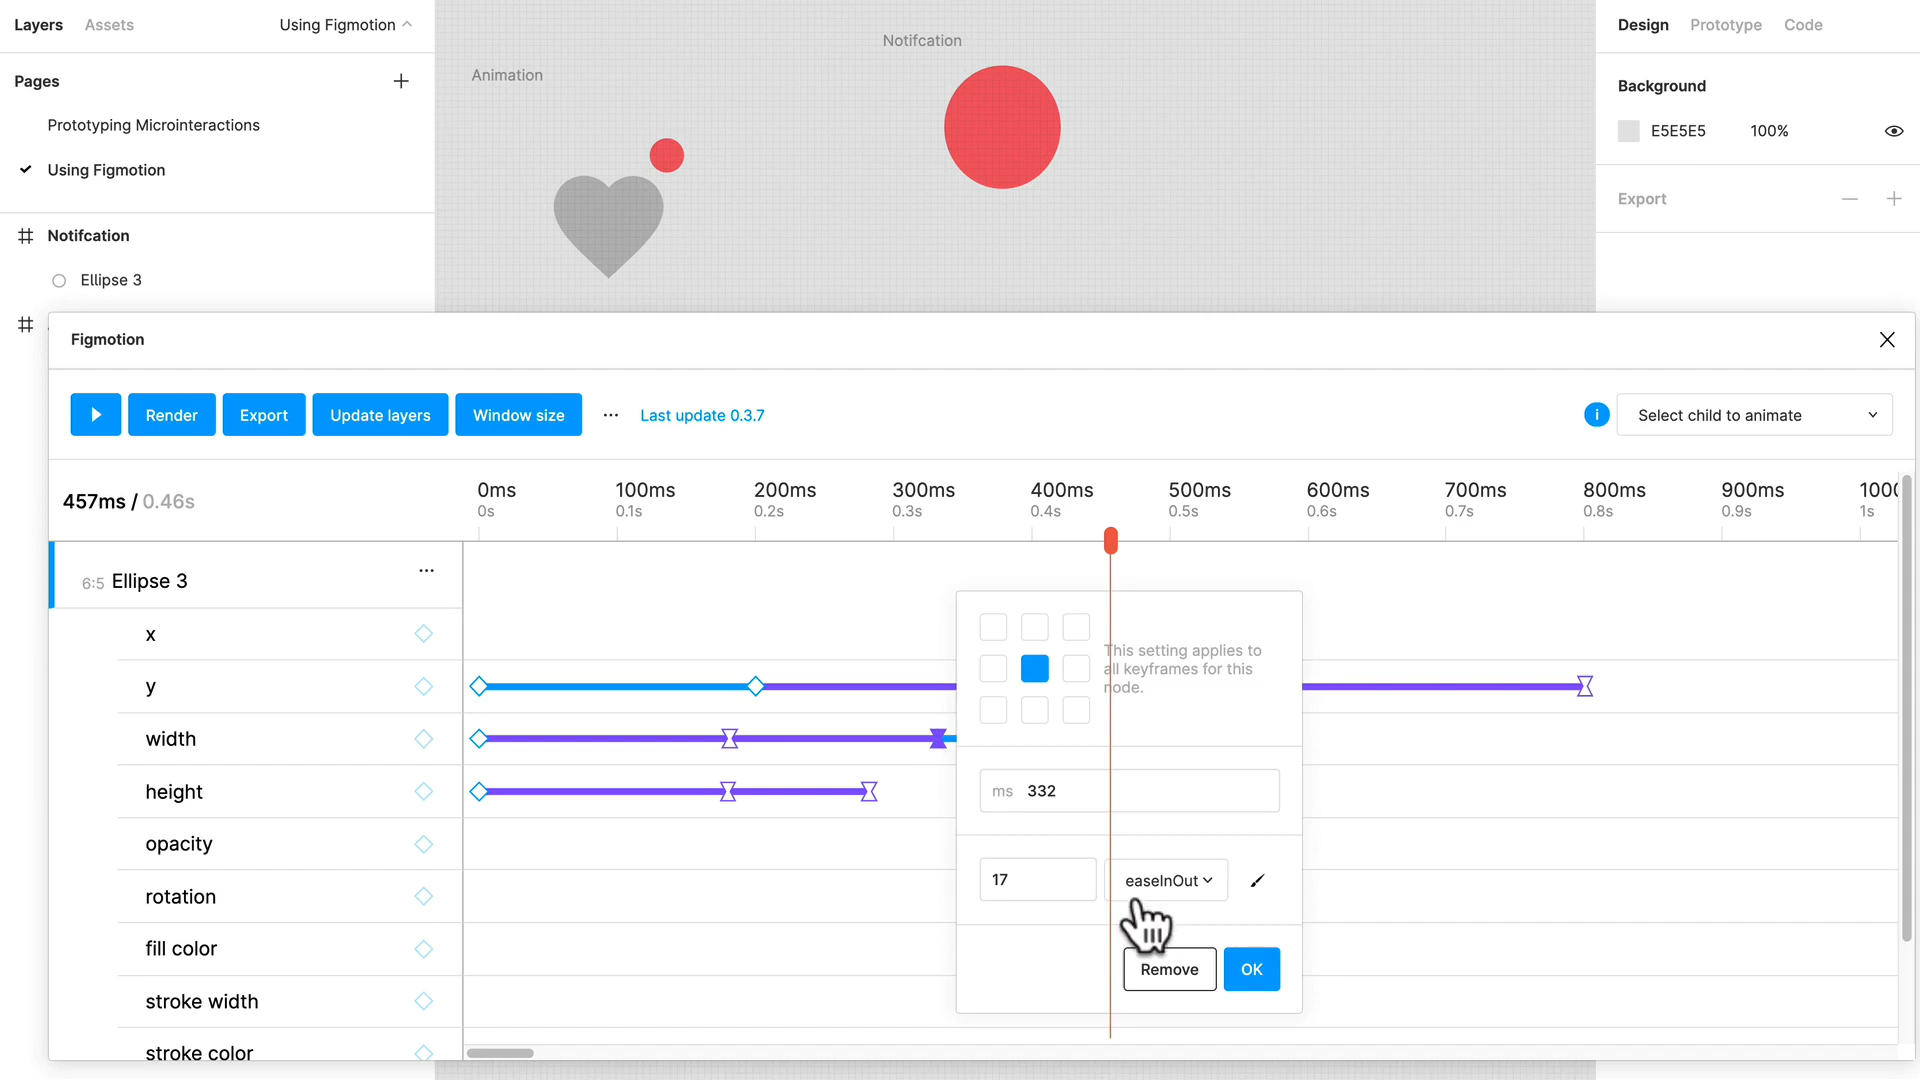 Layers
Assets
Using Figmotion
Pages
Prototyping Microinteractions
Using Figmotion
Notifcation
Ellipse 3
Animation
Notifcation
Design
Prototype
Code
Background
E5E5E5
100%
Export
Figmotion
Render
Export
Update layers
Window size
Last update 0.3.7
i
Select child to animate
457ms / 0.46s
0ms 100ms 200ms 300ms 400ms 500ms 600ms 700ms 800ms 900ms
0s 0.1s 0.2s 0.3s 0.4s 0.5s 0.6s 0.7s 0.8s 0.9s 1s
6:5 Ellipse 3
x
y
width
height
opacity
rotation
fill color
stroke width
stroke color
This setting applies to
all keyframes for this
node.
ms 332
17
easeInOut
Remove
OK